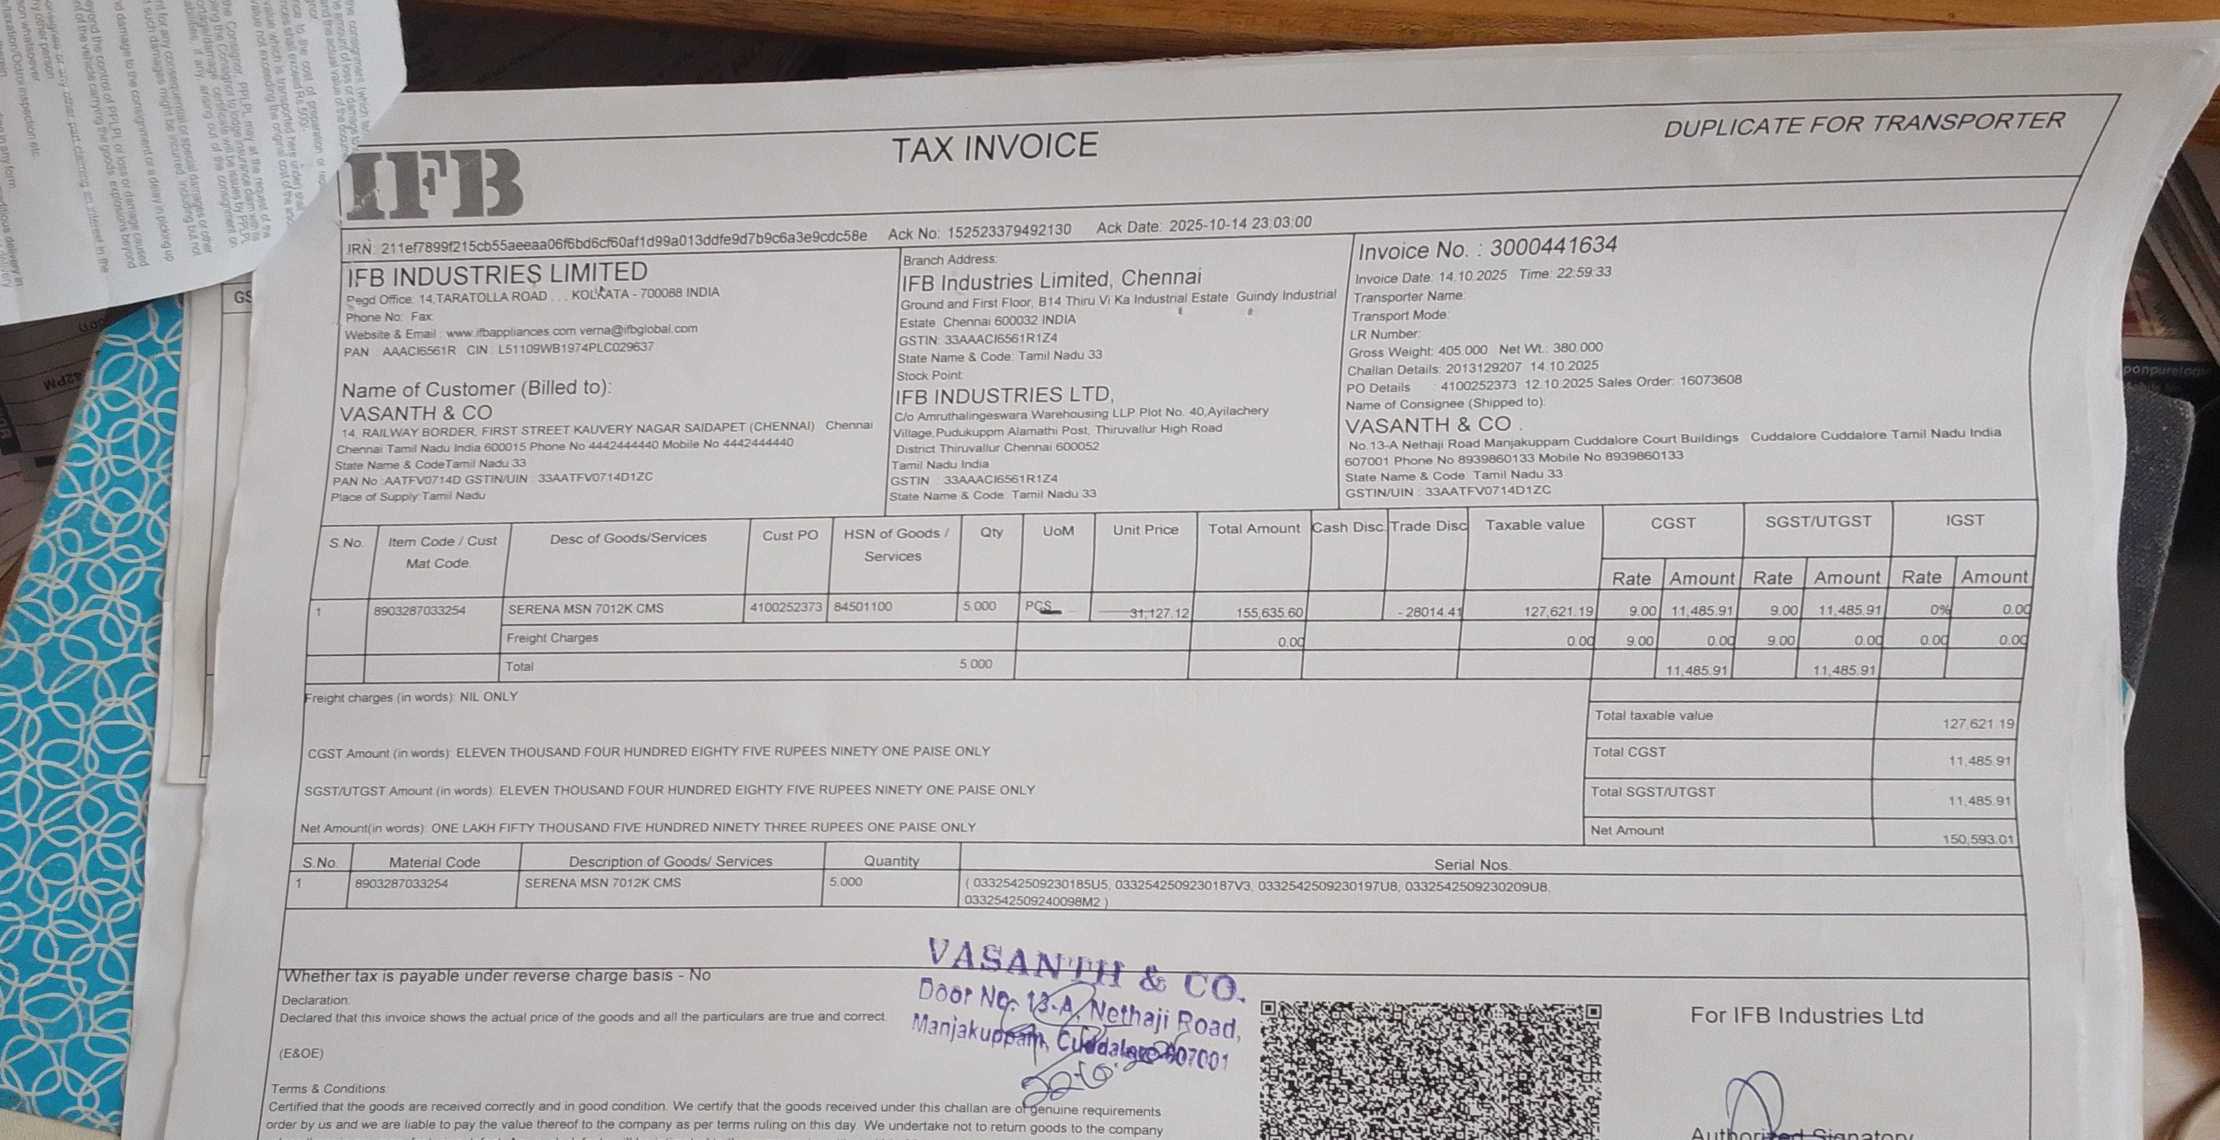 TAX INVOICE
DUPLICATE FOR TRANSPORTER
IFB
IRN: 211ef7899f215cb55aeeaa06f6bd6cf60af1d99a013ddfe9d7b9c6a3e9cdc58e Ack No: 152523379492130 Ack Date: 2025-10-14 23:03:00
IFB INDUSTRIES LIMITED
Regd Office: 14,TARATOLLA ROAD . . . KOLKATA - 700088 INDIA
Phone No: Fax:
Website & Email : www.ifbappliances.com verna@ifbglobal.com
PAN : AAACI6561R CIN : L51109WB1974PLC029637
Name of Customer (Billed to):
VASANTH & CO
14, RAILWAY BORDER, FIRST STREET KAUVERY NAGAR SAIDAPET (CHENNAI) Chennai
Chennai Tamil Nadu India 600015 Phone No 4442444440 Mobile No 4442444440
State Name & CodeTamil Nadu 33
PAN No :AATFV0714D GSTIN/UIN : 33AATFV0714D1ZC
Place of Supply:Tamil Nadu
Branch Address:
IFB Industries Limited, Chennai
Ground and First Floor, B14 Thiru Vi Ka Industrial Estate Guindy Industrial
Estate Chennai 600032 INDIA
GSTIN: 33AAACI6561R1Z4
State Name & Code: Tamil Nadu 33
Stock Point:
IFB INDUSTRIES LTD,
C/o Amruthalingeswara Warehousing LLP Plot No. 40,Ayilachery
Village,Pudukuppm Alamathi Post, Thiruvallur High Road
District Thiruvallur Chennai 600052
Tamil Nadu India
GSTIN : 33AAACI6561R1Z4
State Name & Code: Tamil Nadu 33
Invoice No. : 3000441634
Invoice Date: 14.10.2025 Time: 22:59:33
Transporter Name:
Transport Mode:
LR Number:
Gross Weight: 405.000 Net Wt.: 380.000
Challan Details: 2013129207 14.10.2025
PO Details : 4100252373 12.10.2025 Sales Order: 16073608
Name of Consignee (Shipped to):
VASANTH & CO .
No.13-A Nethaji Road Manjakuppam Cuddalore Court Buildings Cuddalore Cuddalore Tamil Nadu India
607001 Phone No 8939860133 Mobile No 8939860133
State Name & Code: Tamil Nadu 33
GSTIN/UIN : 33AATFV0714D1ZC
S.No. Item Code / Cust Mat Code Desc of Goods/Services Cust PO HSN of Goods / Services Qty UoM Unit Price Total Amount Cash Disc Trade Disc Taxable value CGST SGST/UTGST IGST
Rate Amount Rate Amount Rate Amount
1 8903287033254 SERENA MSN 7012K CMS 4100252373 84501100 5.000 PCS 31,127.12 155,635.60 - 28014.41 127,621.19 9.00 11,485.91 9.00 11,485.91 0% 0.00
Freight Charges 0.00 0.00 9.00 0.00 9.00 0.00 0.00 0.00
Total 5.000 11,485.91 11,485.91
Freight charges (in words): NIL ONLY
Total taxable value 127,621.19
CGST Amount (in words): ELEVEN THOUSAND FOUR HUNDRED EIGHTY FIVE RUPEES NINETY ONE PAISE ONLY
Total CGST 11,485.91
SGST/UTGST Amount (in words): ELEVEN THOUSAND FOUR HUNDRED EIGHTY FIVE RUPEES NINETY ONE PAISE ONLY
Total SGST/UTGST 11,485.91
Net Amount(in words): ONE LAKH FIFTY THOUSAND FIVE HUNDRED NINETY THREE RUPEES ONE PAISE ONLY
Net Amount 150,593.01
S.No. Material Code Description of Goods/ Services Quantity Serial Nos.
1 8903287033254 SERENA MSN 7012K CMS 5.000 ( 0332542509230185U5, 0332542509230187V3, 0332542509230197U8, 0332542509230209U8,
0332542509240098M2 )
Whether tax is payable under reverse charge basis - No
Declaration:
Declared that this invoice shows the actual price of the goods and all the particulars are true and correct.
(E&OE)
VASANTH & CO.
Door No. 13-A, Nethaji Road,
Manjakuppam, Cuddalore-607001
For IFB Industries Ltd
Terms & Conditions:
Certified that the goods are received correctly and in good condition. We certify that the goods received under this challan are of genuine requirements
order by us and we are liable to pay the value thereof to the company as per terms ruling on this day. We undertake not to return goods to the company
Authorized Signatory